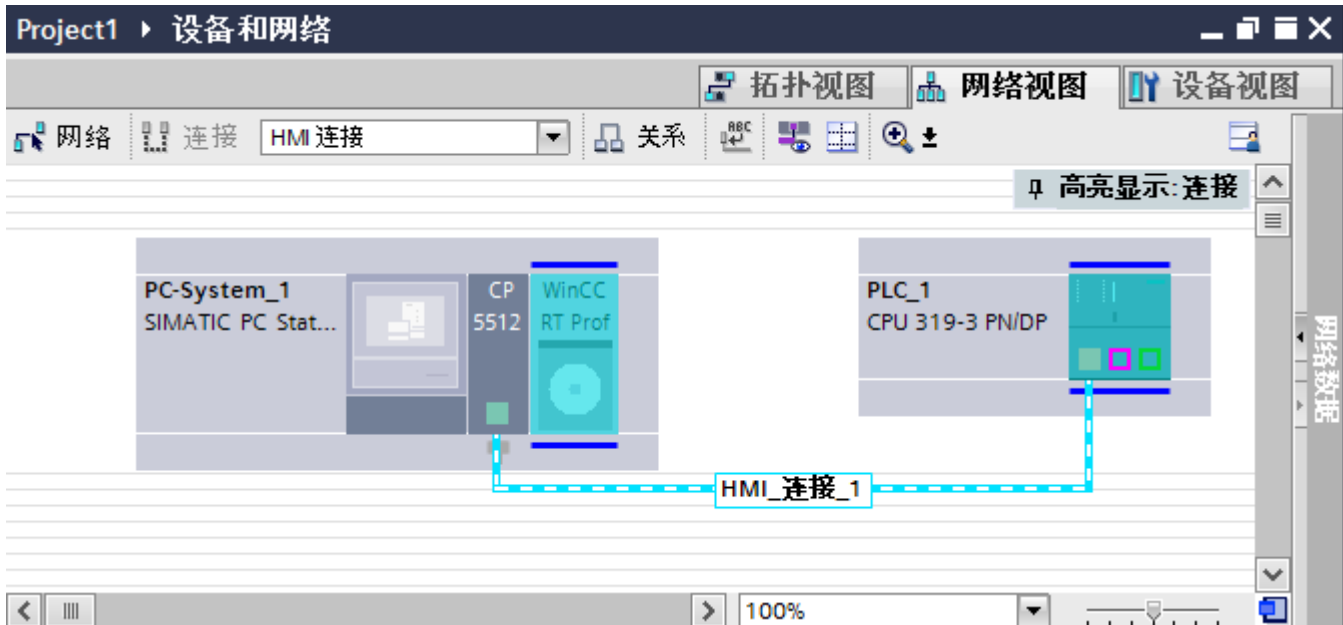 Project1 ▸ 设备和网络
拓扑视图 网络视图 设备视图
网络 连接 HMI 连接 关系
高亮显示:连接
PC-System_1
SIMATIC PC Stat...
CP
5512
WinCC
RT Prof
PLC_1
CPU 319-3 PN/DP
HMI_连接_1
网络数据
100%